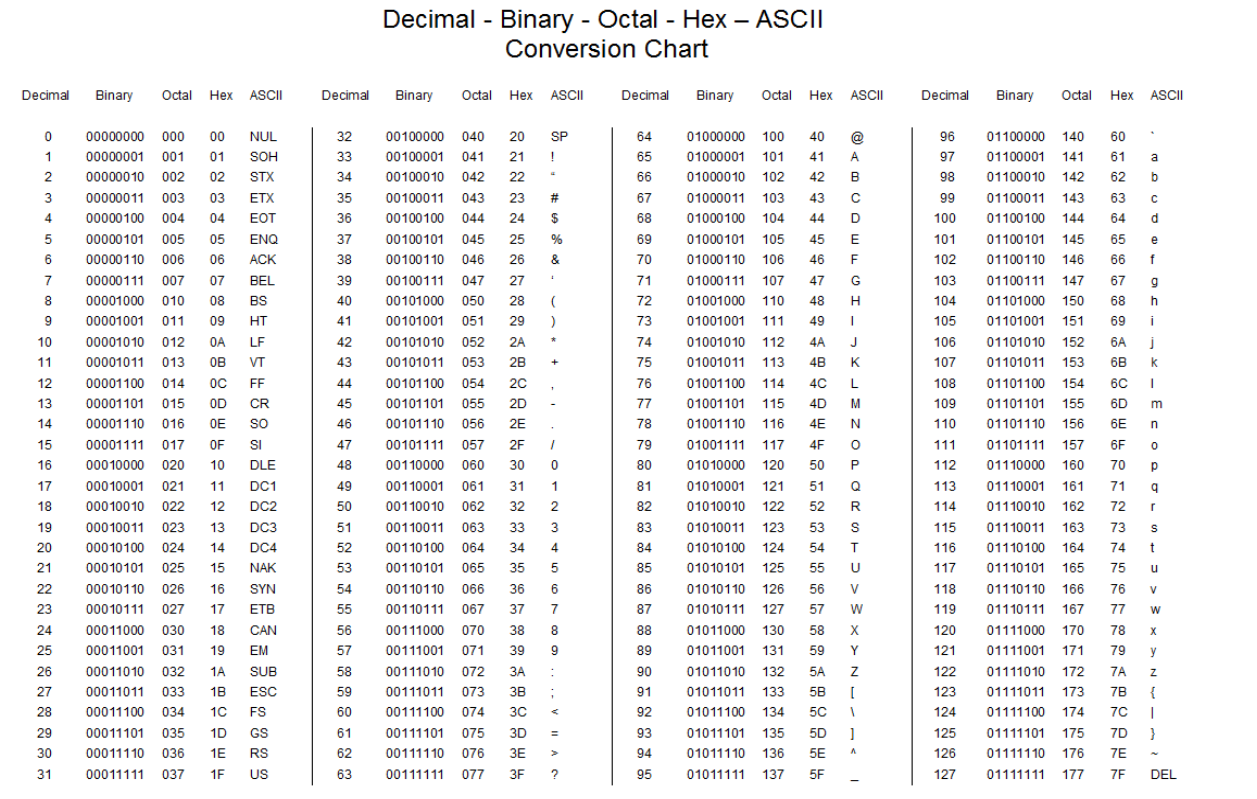 Decimal - Binary - Octal - Hex – ASCII
Conversion Chart
Decimal Binary Octal Hex ASCII Decimal Binary Octal Hex ASCII Decimal Binary Octal Hex ASCII Decimal Binary Octal Hex ASCII
0 00000000 000 00 NUL 32 00100000 040 20 SP 64 01000000 100 40 @ 96 01100000 140 60 `
1 00000001 001 01 SOH 33 00100001 041 21 ! 65 01000001 101 41 A 97 01100001 141 61 a
2 00000010 002 02 STX 34 00100010 042 22 “ 66 01000010 102 42 B 98 01100010 142 62 b
3 00000011 003 03 ETX 35 00100011 043 23 # 67 01000011 103 43 C 99 01100011 143 63 c
4 00000100 004 04 EOT 36 00100100 044 24 $ 68 01000100 104 44 D 100 01100100 144 64 d
5 00000101 005 05 ENQ 37 00100101 045 25 % 69 01000101 105 45 E 101 01100101 145 65 e
6 00000110 006 06 ACK 38 00100110 046 26 & 70 01000110 106 46 F 102 01100110 146 66 f
7 00000111 007 07 BEL 39 00100111 047 27 ‘ 71 01000111 107 47 G 103 01100111 147 67 g
8 00001000 010 08 BS 40 00101000 050 28 ( 72 01001000 110 48 H 104 01101000 150 68 h
9 00001001 011 09 HT 41 00101001 051 29 ) 73 01001001 111 49 I 105 01101001 151 69 i
10 00001010 012 0A LF 42 00101010 052 2A * 74 01001010 112 4A J 106 01101010 152 6A j
11 00001011 013 0B VT 43 00101011 053 2B + 75 01001011 113 4B K 107 01101011 153 6B k
12 00001100 014 0C FF 44 00101100 054 2C , 76 01001100 114 4C L 108 01101100 154 6C l
13 00001101 015 0D CR 45 00101101 055 2D - 77 01001101 115 4D M 109 01101101 155 6D m
14 00001110 016 0E SO 46 00101110 056 2E . 78 01001110 116 4E N 110 01101110 156 6E n
15 00001111 017 0F SI 47 00101111 057 2F / 79 01001111 117 4F O 111 01101111 157 6F o
16 00010000 020 10 DLE 48 00110000 060 30 0 80 01010000 120 50 P 112 01110000 160 70 p
17 00010001 021 11 DC1 49 00110001 061 31 1 81 01010001 121 51 Q 113 01110001 161 71 q
18 00010010 022 12 DC2 50 00110010 062 32 2 82 01010010 122 52 R 114 01110010 162 72 r
19 00010011 023 13 DC3 51 00110011 063 33 3 83 01010011 123 53 S 115 01110011 163 73 s
20 00010100 024 14 DC4 52 00110100 064 34 4 84 01010100 124 54 T 116 01110100 164 74 t
21 00010101 025 15 NAK 53 00110101 065 35 5 85 01010101 125 55 U 117 01110101 165 75 u
22 00010110 026 16 SYN 54 00110110 066 36 6 86 01010110 126 56 V 118 01110110 166 76 v
23 00010111 027 17 ETB 55 00110111 067 37 7 87 01010111 127 57 W 119 01110111 167 77 w
24 00011000 030 18 CAN 56 00111000 070 38 8 88 01011000 130 58 X 120 01111000 170 78 x
25 00011001 031 19 EM 57 00111001 071 39 9 89 01011001 131 59 Y 121 01111001 171 79 y
26 00011010 032 1A SUB 58 00111010 072 3A : 90 01011010 132 5A Z 122 01111010 172 7A z
27 00011011 033 1B ESC 59 00111011 073 3B ; 91 01011011 133 5B [ 123 01111011 173 7B {
28 00011100 034 1C FS 60 00111100 074 3C < 92 01011100 134 5C \ 124 01111100 174 7C |
29 00011101 035 1D GS 61 00111101 075 3D = 93 01011101 135 5D ] 125 01111101 175 7D }
30 00011110 036 1E RS 62 00111110 076 3E > 94 01011110 136 5E ^ 126 01111110 176 7E ~
31 00011111 037 1F US 63 00111111 077 3F ? 95 01011111 137 5F _ 127 01111111 177 7F DEL